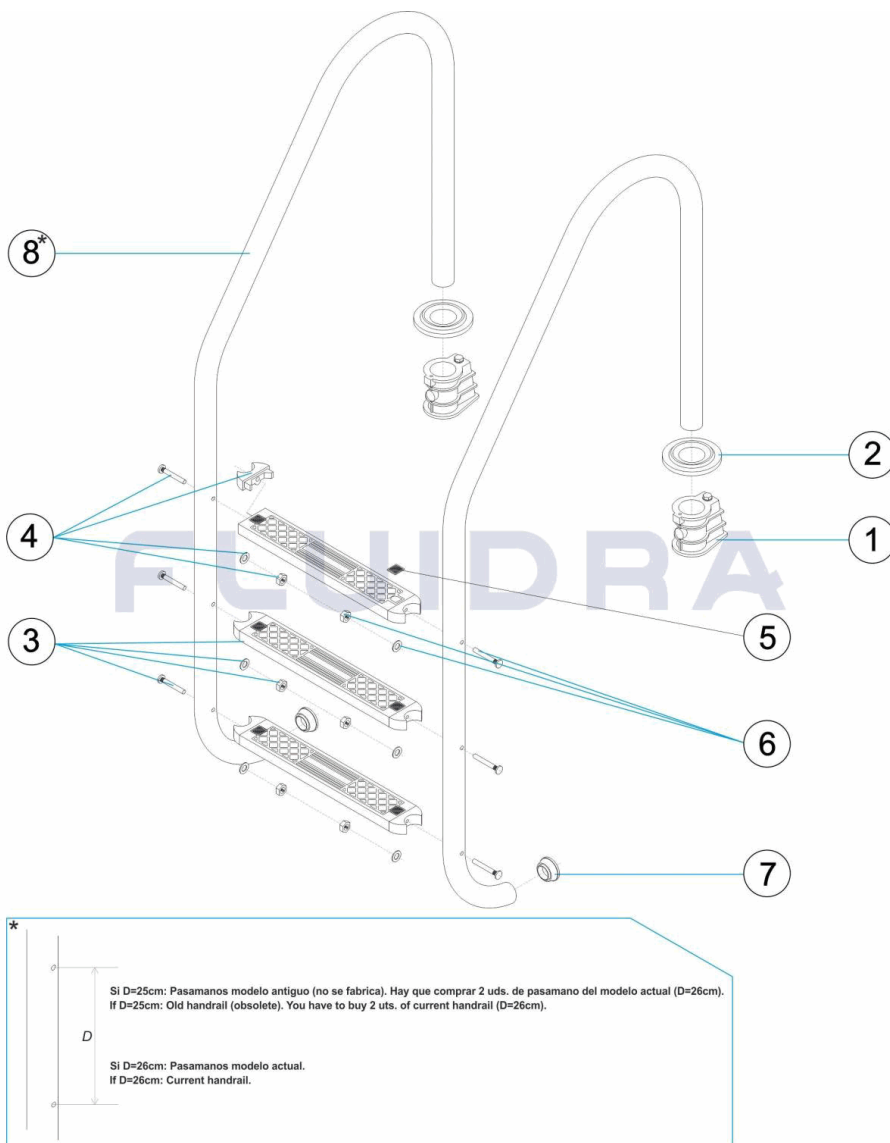 8*
2
1
FLUIDRA
4
5
3
6
7
*
D
Si D=25cm: Pasamanos modelo antiguo (no se fabrica). Hay que comprar 2 uds. de pasamano del modelo actual (D=26cm).
If D=25cm: Old handrail (obsolete). You have to buy 2 uts. of current handrail (D=26cm).
Si D=26cm: Pasamanos modelo actual.
If D=26cm: Current handrail.